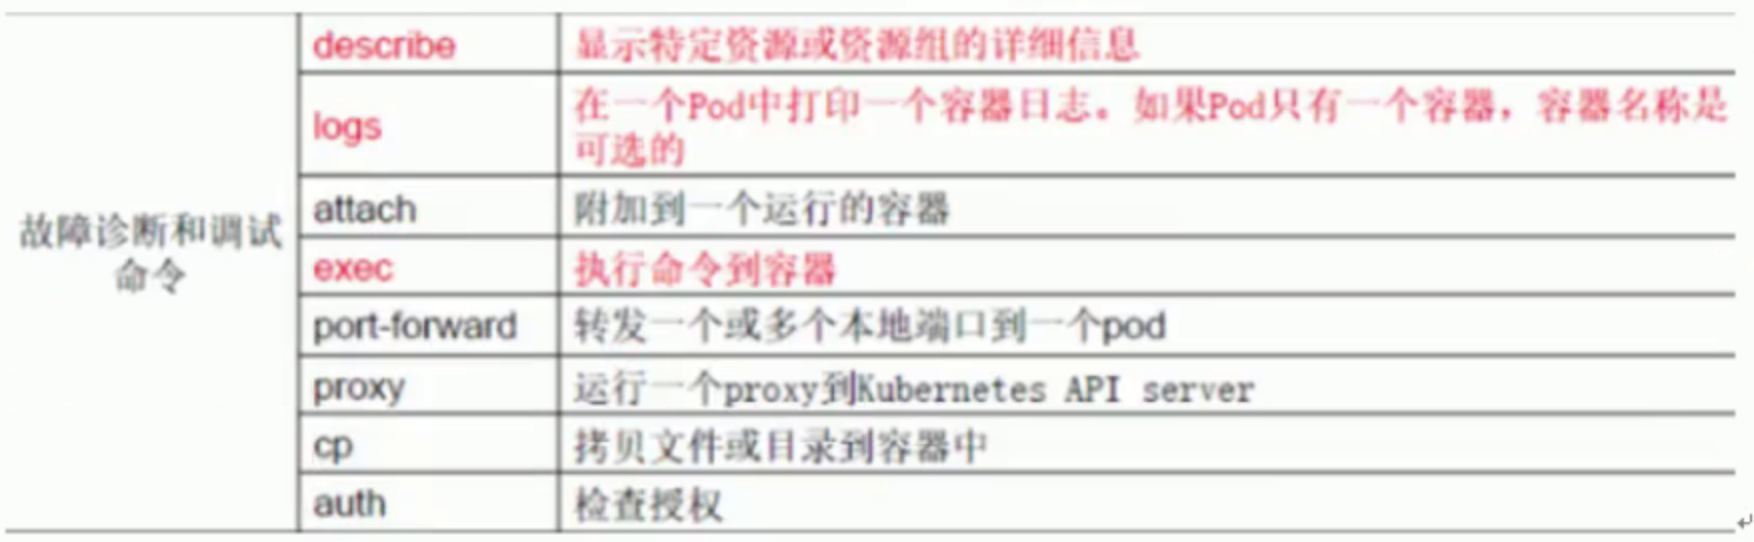 describe
显示特定资源或资源组的详细信息
logs
在一个Pod中打印一个容器日志。如果Pod只有一个容器，容器名称是
可选的
attach
附加到一个运行的容器
故障诊断和调试
命令
exec
执行命令到容器
port-forward
转发一个或多个本地端口到一个pod
proxy
运行一个proxy到Kubernetes API server
cp
拷贝文件或目录到容器中
auth
检查授权